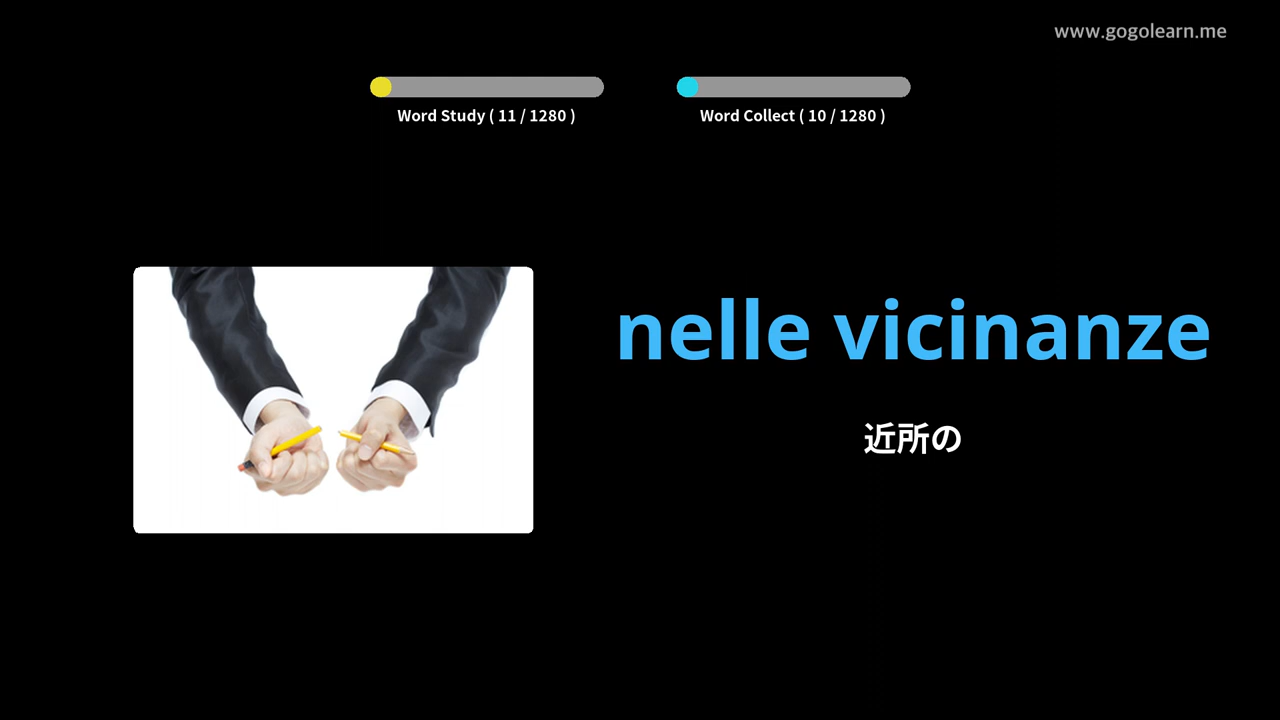 www.gogolearn.me
Word Study ( 11 / 1280 )
Word Collect ( 10 / 1280 )
nelle vicinanze
近所の